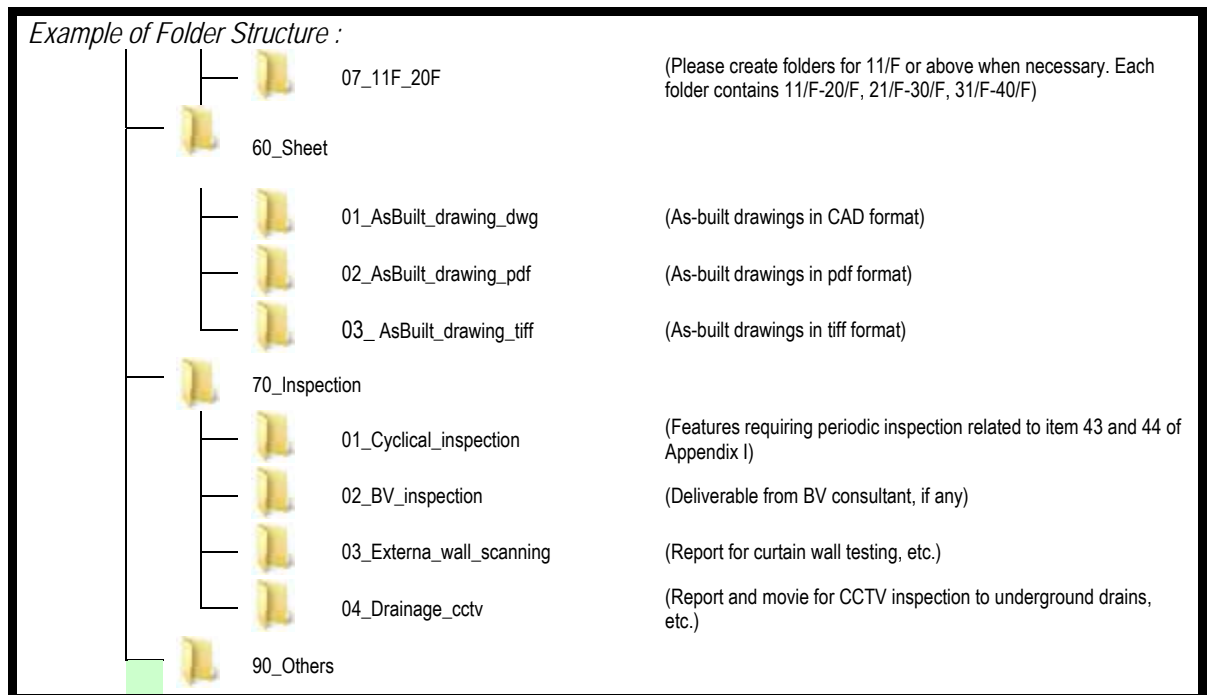 Example of Folder Structure :
07_11F_20F
(Please create folders for 11/F or above when necessary. Each
folder contains 11/F-20/F, 21/F-30/F, 31/F-40/F)
60_Sheet
01_AsBuilt_drawing_dwg
(As-built drawings in CAD format)
02_AsBuilt_drawing_pdf
(As-built drawings in pdf format)
03_ AsBuilt_drawing_tiff
(As-built drawings in tiff format)
70_Inspection
01_Cyclical_inspection
(Features requiring periodic inspection related to item 43 and 44 of
Appendix I)
02_BV_inspection
(Deliverable from BV consultant, if any)
03_Externa_wall_scanning
(Report for curtain wall testing, etc.)
04_Drainage_cctv
(Report and movie for CCTV inspection to underground drains,
etc.)
90_Others